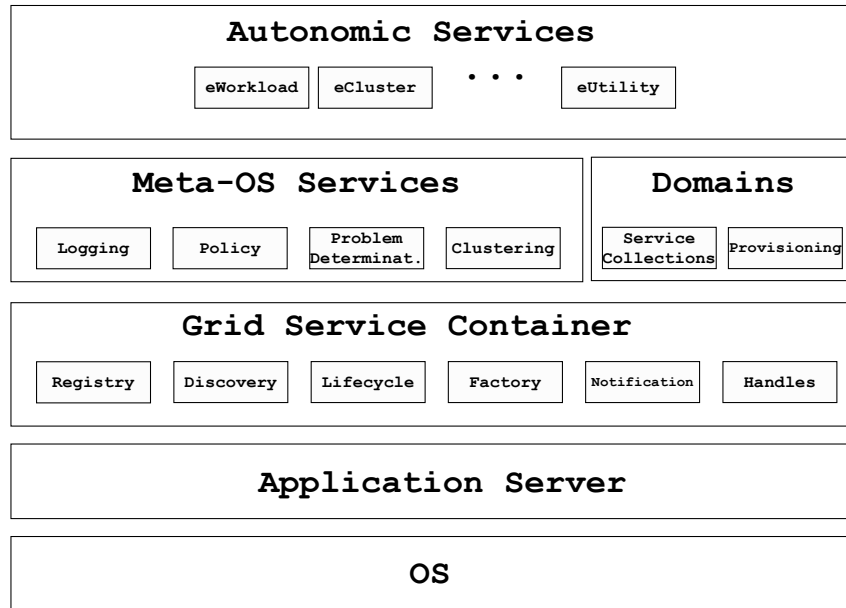 Autonomic Services
eWorkload eCluster ... eUtility
Meta-OS Services
Logging Policy Problem Determinat. Clustering
Domains
Service Collections Provisioning
Grid Service Container
Registry Discovery Lifecycle Factory Notification Handles
Application Server
OS